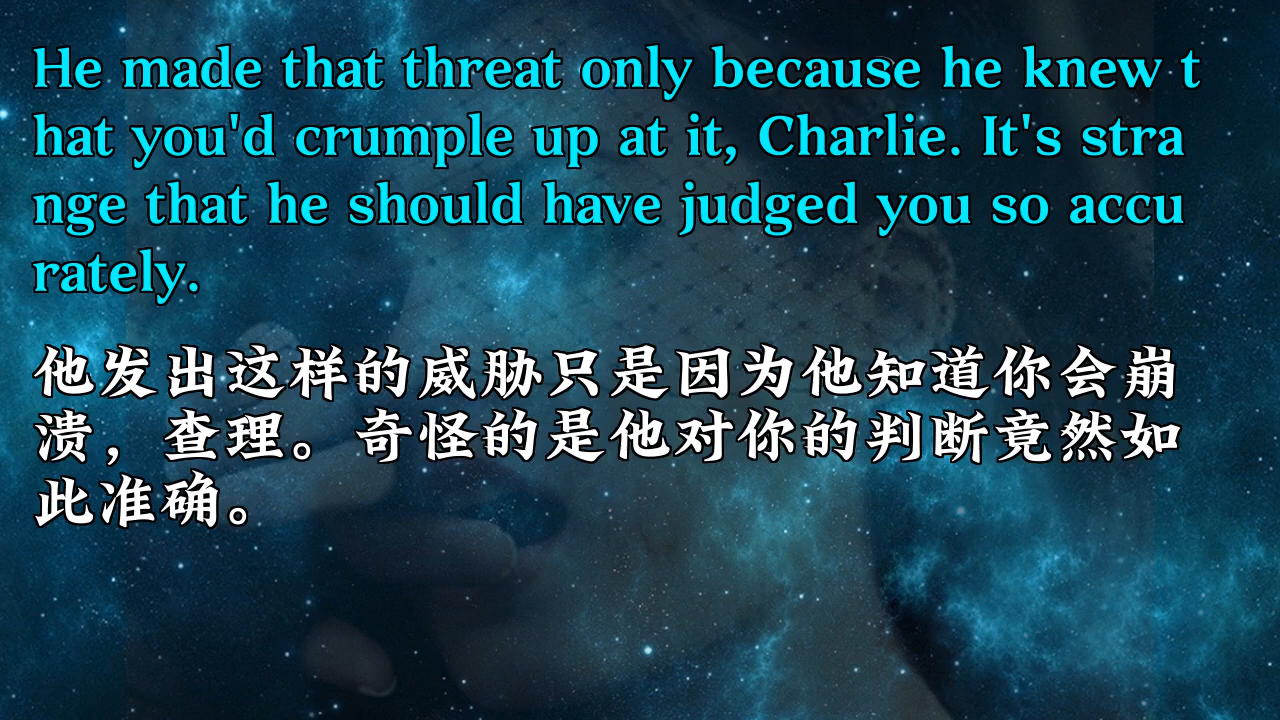 He made that threat only because he knew t
hat you'd crumple up at it, Charlie. It's stra
nge that he should have judged you so accu
rately.
他发出这样的威胁只是因为他知道你会崩
溃，查理。奇怪的是他对你的判断竟然如
此准确。